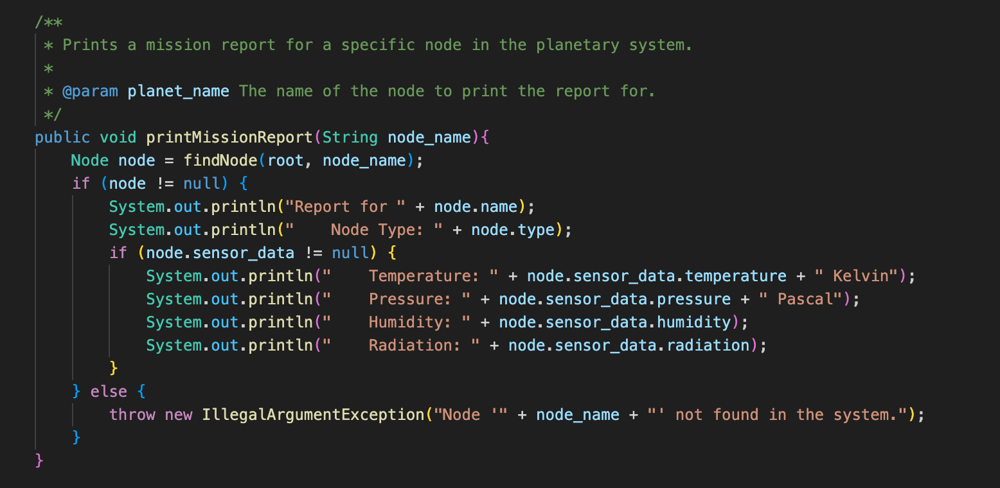 /**
 * Prints a mission report for a specific node in the planetary system.
 *
 * @param planet_name The name of the node to print the report for.
 */
public void printMissionReport(String node_name){
    Node node = findNode(root, node_name);
    if (node != null) {
        System.out.println("Report for " + node.name);
        System.out.println("    Node Type: " + node.type);
        if (node.sensor_data != null) {
            System.out.println("    Temperature: " + node.sensor_data.temperature + " Kelvin");
            System.out.println("    Pressure: " + node.sensor_data.pressure + " Pascal");
            System.out.println("    Humidity: " + node.sensor_data.humidity);
            System.out.println("    Radiation: " + node.sensor_data.radiation);
        }
    } else {
        throw new IllegalArgumentException("Node '" + node_name + "' not found in the system.");
    }
}